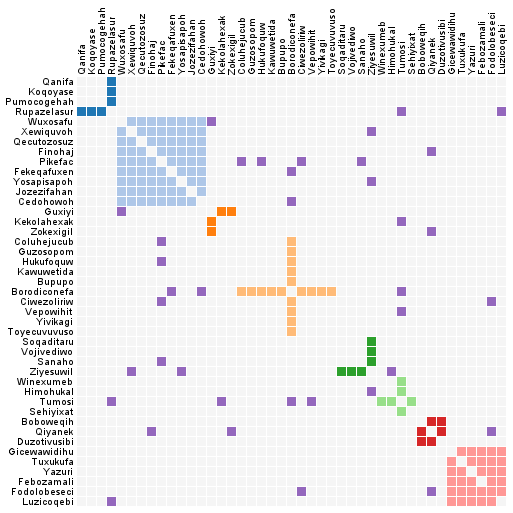 Qanifa
Koqoyase
Pumocogehah
Rupazelasur
Wuxosafu
Xewiquvoh
Qecutozosuz
Finohaj
Pikefac
Fekeqafuxen
Yosapisapoh
Jozezifahan
Cedohowoh
Guxiyi
Kekolahexak
Zokexigil
Coluhejucub
Guzosopom
Hukufoquw
Kawuwetida
Bupupo
Borodiconefa
Ciwezoliriw
Vepowihit
Yivikagi
Toyecuvuvuso
Soqaditaru
Vojivediwo
Sanaho
Ziyesuwil
Winexumeb
Himohukal
Tumosi
Sehiyixat
Boboweqih
Qiyanek
Duzotivusibi
Gicewawidihu
Tuxukufa
Yazuri
Febozamali
Fodolobeseci
Luzicoqebi
Qanifa
Koqoyase
Pumocogehah
Rupazelasur
Wuxosafu
Xewiquvoh
Qecutozosuz
Finohaj
Pikefac
Fekeqafuxen
Yosapisapoh
Jozezifahan
Cedohowoh
Guxiyi
Kekolahexak
Zokexigil
Coluhejucub
Guzosopom
Hukufoquw
Kawuwetida
Bupupo
Borodiconefa
Ciwezoliriw
Vepowihit
Yivikagi
Toyecuvuvuso
Soqaditaru
Vojivediwo
Sanaho
Ziyesuwil
Winexumeb
Himohukal
Tumosi
Sehiyixat
Boboweqih
Qiyanek
Duzotivusibi
Gicewawidihu
Tuxukufa
Yazuri
Febozamali
Fodolobeseci
Luzicoqebi